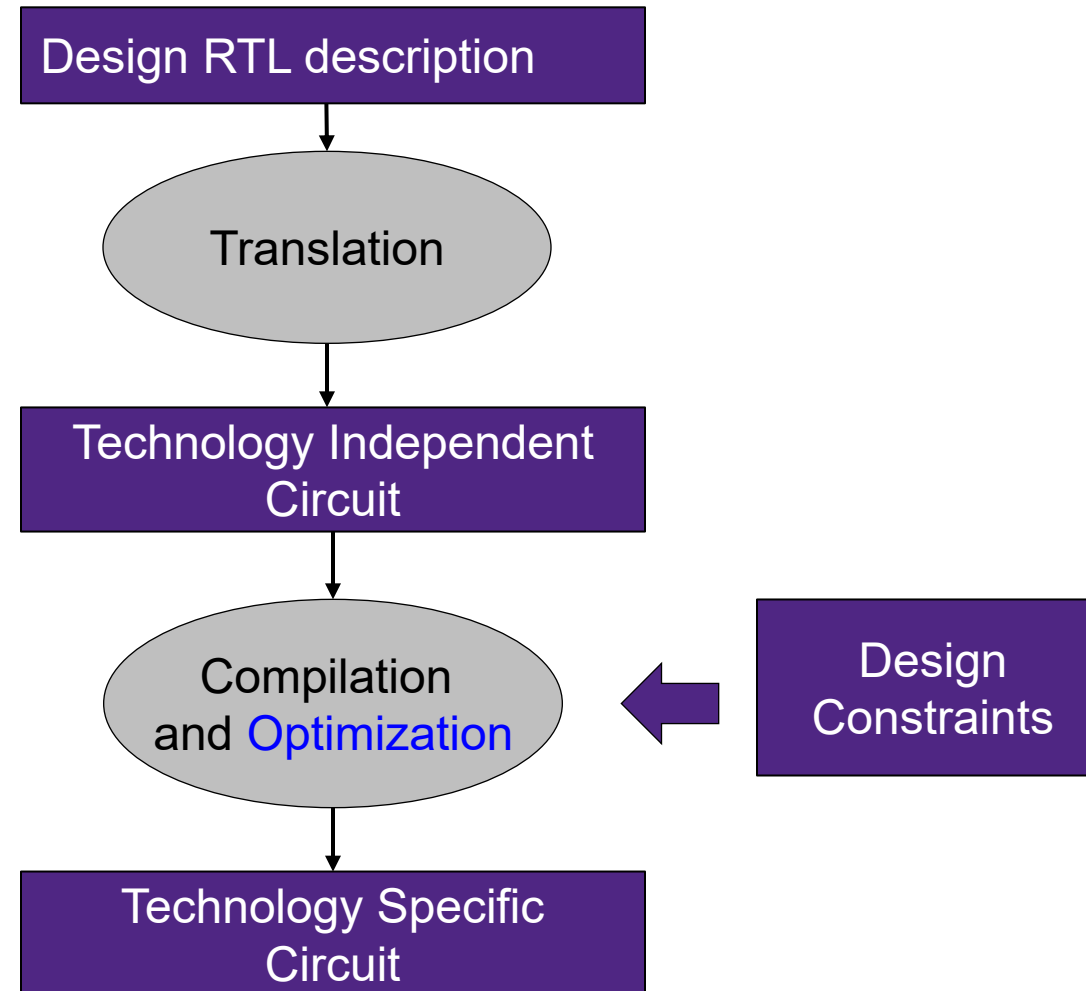 Design RTL description
Translation
Technology Independent
Circuit
Compilation
and Optimization
Design
Constraints
Technology Specific
Circuit